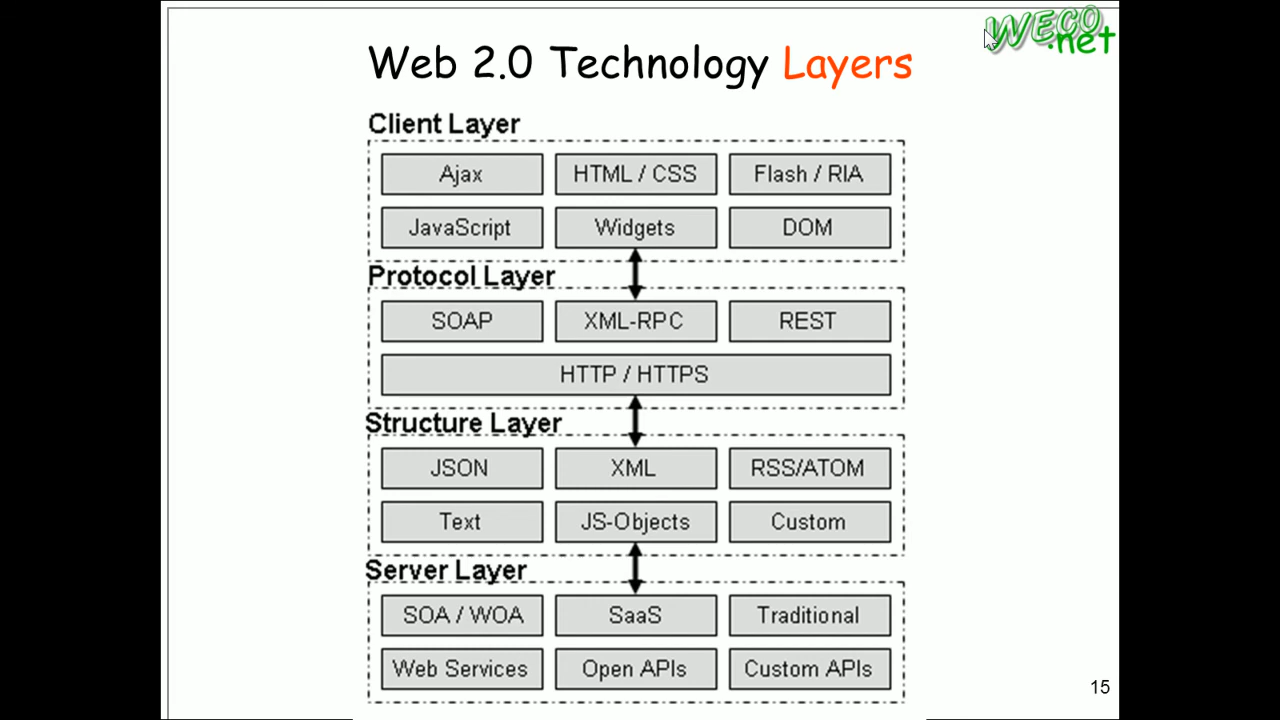 WECO
.net
Web 2.0 Technology Layers
Client Layer
Ajax HTML / CSS Flash / RIA
JavaScript Widgets DOM
Protocol Layer
SOAP XML-RPC REST
HTTP / HTTPS
Structure Layer
JSON XML RSS/ATOM
Text JS-Objects Custom
Server Layer
SOA / WOA SaaS Traditional
Web Services Open APIs Custom APIs
15